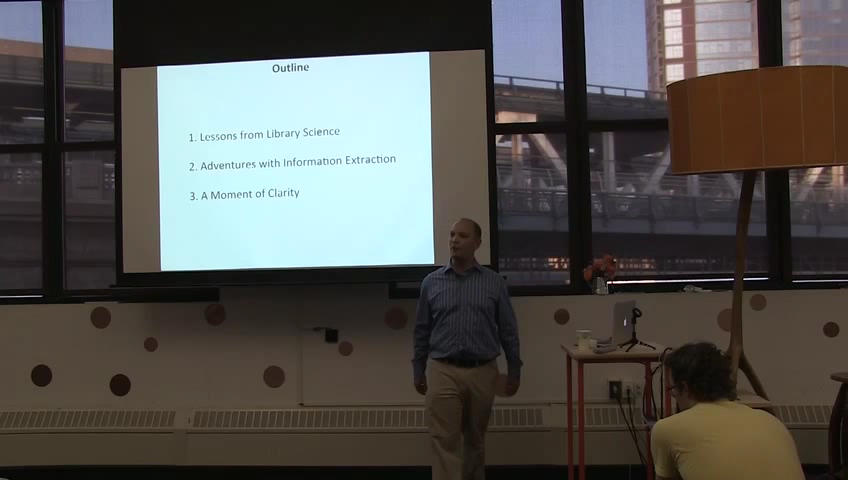 Outline
1. Lessons from Library Science
2. Adventures with Information Extraction
3. A Moment of Clarity